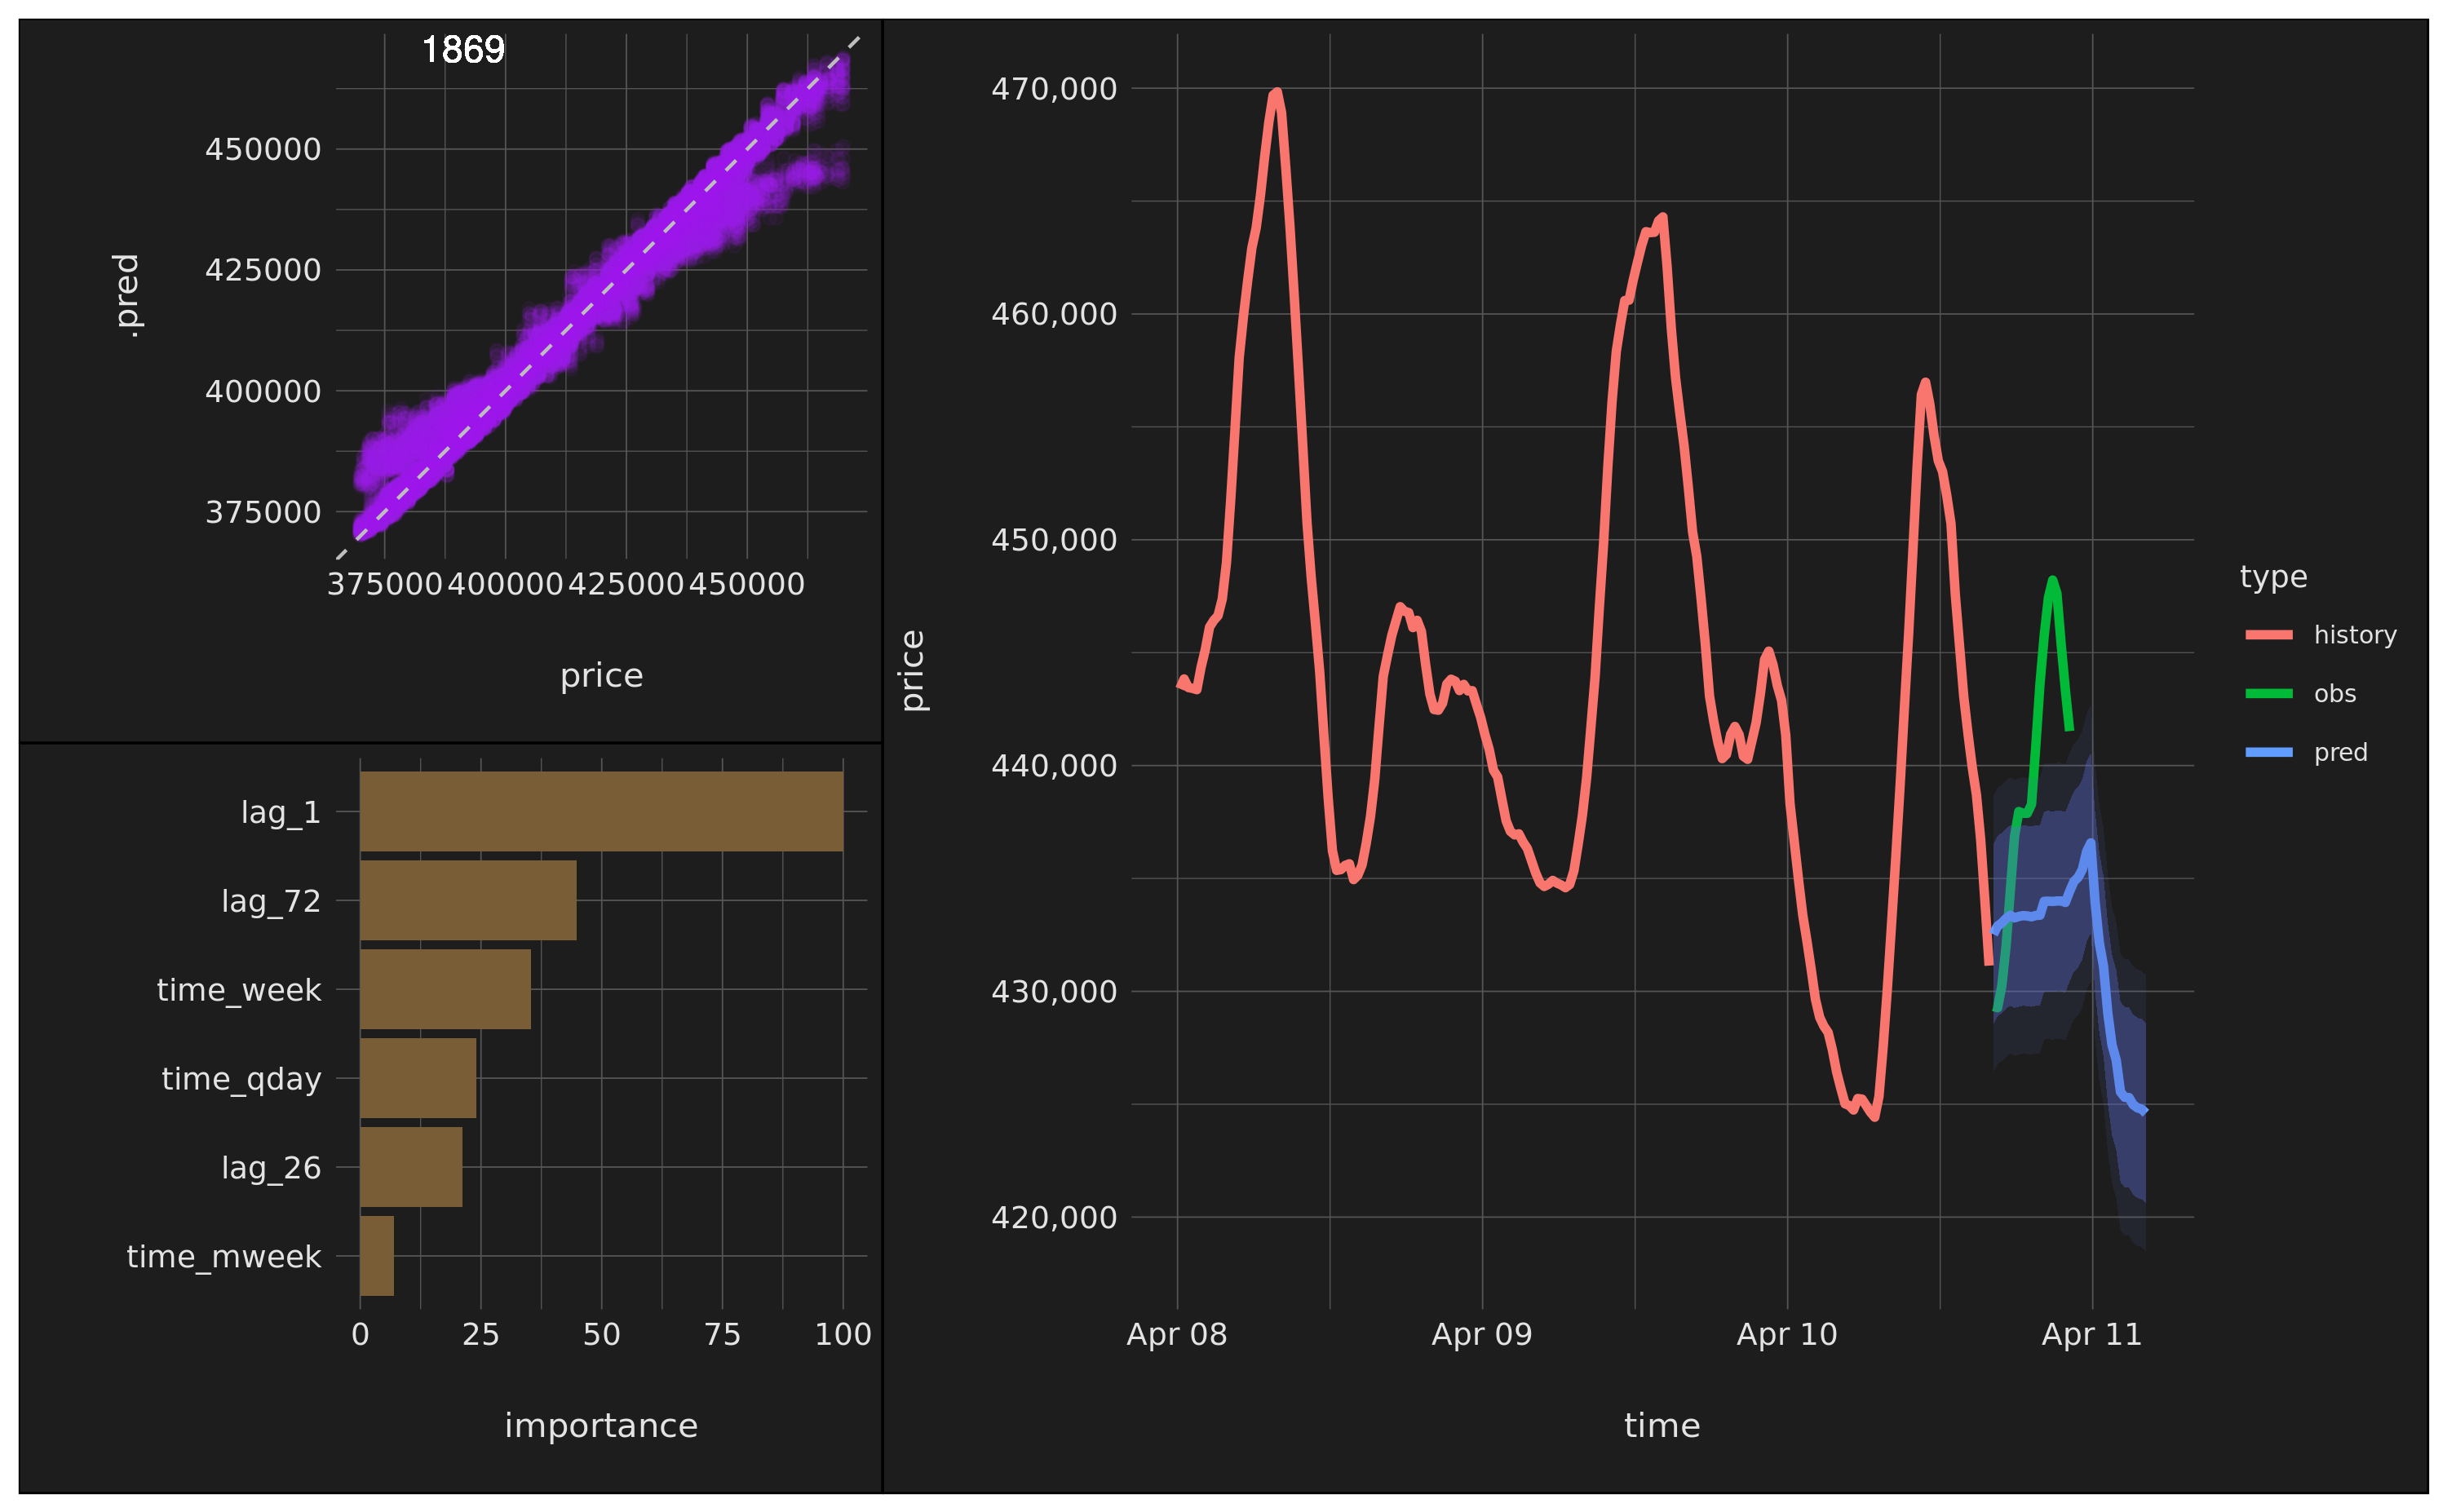 1869
.pred
450000
425000
400000
375000
375000 400000 425000 450000
price
lag_1
lag_72
time_week
time_qday
lag_26
time_mweek
0 25 50 75 100
importance
price
470,000
460,000
450,000
440,000
430,000
420,000
Apr 08 Apr 09 Apr 10 Apr 11
time
type
history
obs
pred